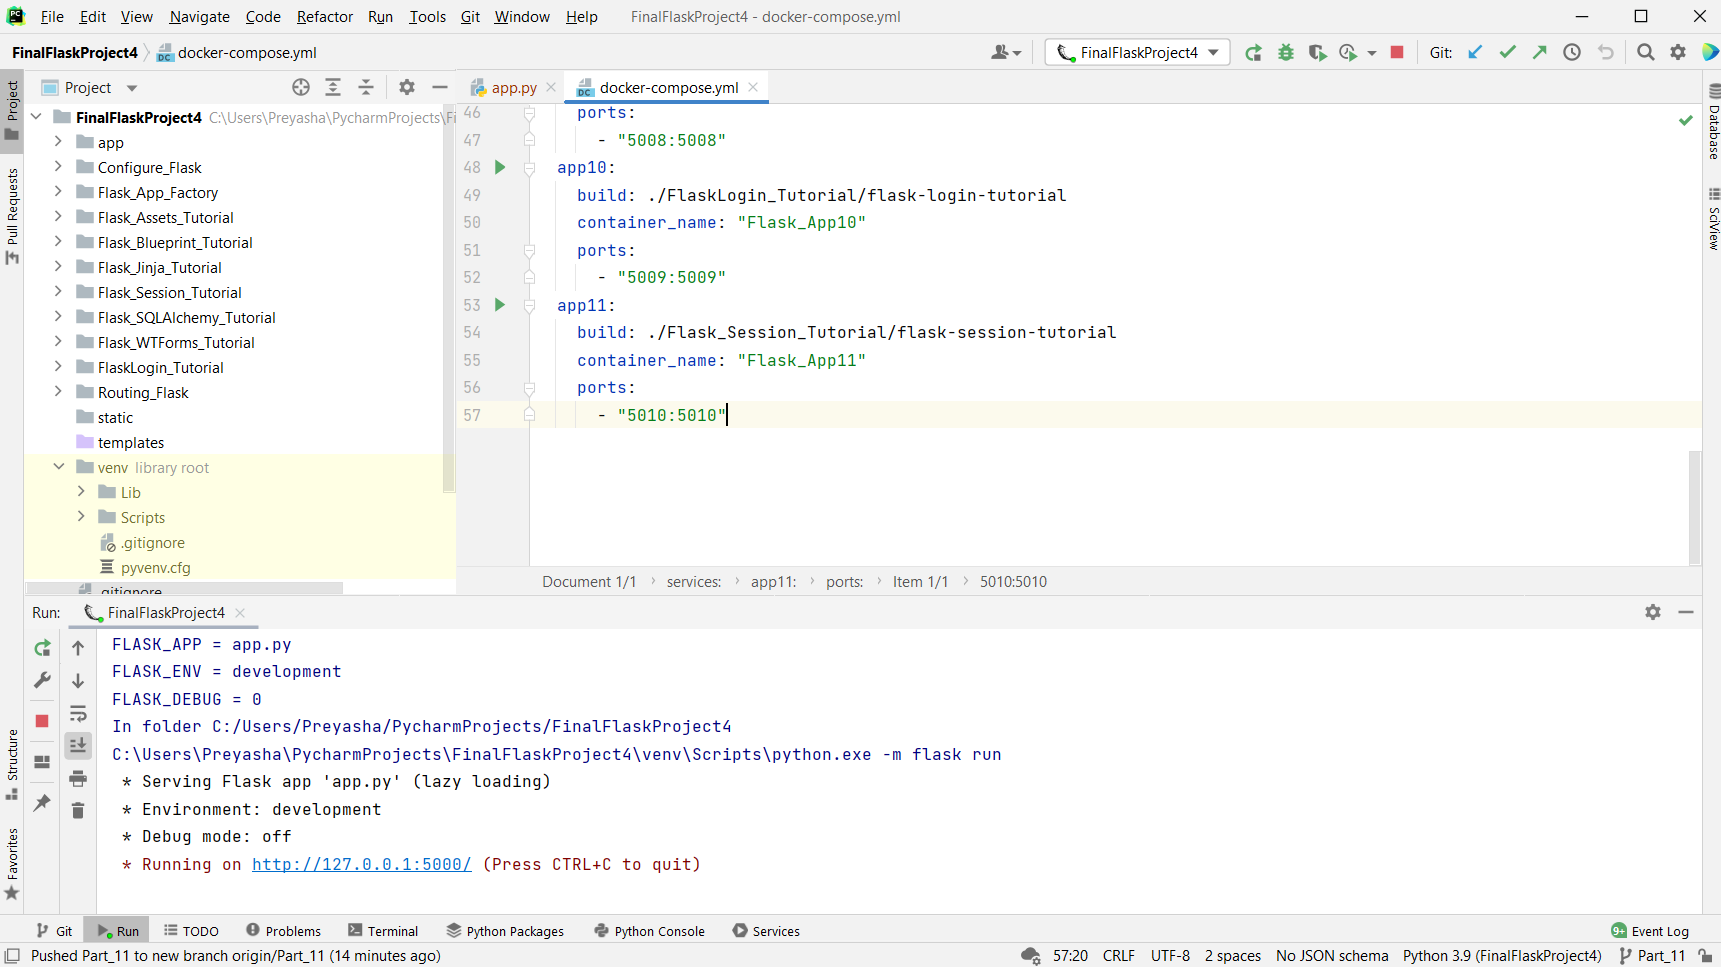 File Edit View Navigate Code Refactor Run Tools Git Window Help FinalFlaskProject4 - docker-compose.yml
FinalFlaskProject4 docker-compose.yml FinalFlaskProject4 Git:
Project
Pull Requests
Structure
Favorites
Project
FinalFlaskProject4 C:\Users\Preyasha\PycharmProjects\Fi
app
Configure_Flask
Flask_App_Factory
Flask_Assets_Tutorial
Flask_Blueprint_Tutorial
Flask_Jinja_Tutorial
Flask_Session_Tutorial
Flask_SQLAlchemy_Tutorial
Flask_WTForms_Tutorial
FlaskLogin_Tutorial
Routing_Flask
static
templates
venv library root
Lib
Scripts
.gitignore
pyvenv.cfg
.gitignore
app.py docker-compose.yml
46 ports:
47 - "5008:5008"
48 app10:
49 build: ./FlaskLogin_Tutorial/flask-login-tutorial
50 container_name: "Flask_App10"
51 ports:
52 - "5009:5009"
53 app11:
54 build: ./Flask_Session_Tutorial/flask-session-tutorial
55 container_name: "Flask_App11"
56 ports:
57 - "5010:5010"
Document 1/1 services: app11: ports: Item 1/1 5010:5010
Database
SciView
Run: FinalFlaskProject4
FLASK_APP = app.py
FLASK_ENV = development
FLASK_DEBUG = 0
In folder C:/Users/Preyasha/PycharmProjects/FinalFlaskProject4
C:\Users\Preyasha\PycharmProjects\FinalFlaskProject4\venv\Scripts\python.exe -m flask run
* Serving Flask app 'app.py' (lazy loading)
* Environment: development
* Debug mode: off
* Running on http://127.0.0.1:5000/ (Press CTRL+C to quit)
Git Run TODO Problems Terminal Python Packages Python Console Services 9+ Event Log
Pushed Part_11 to new branch origin/Part_11 (14 minutes ago) 57:20 CRLF UTF-8 2 spaces No JSON schema Python 3.9 (FinalFlaskProject4) Part_11